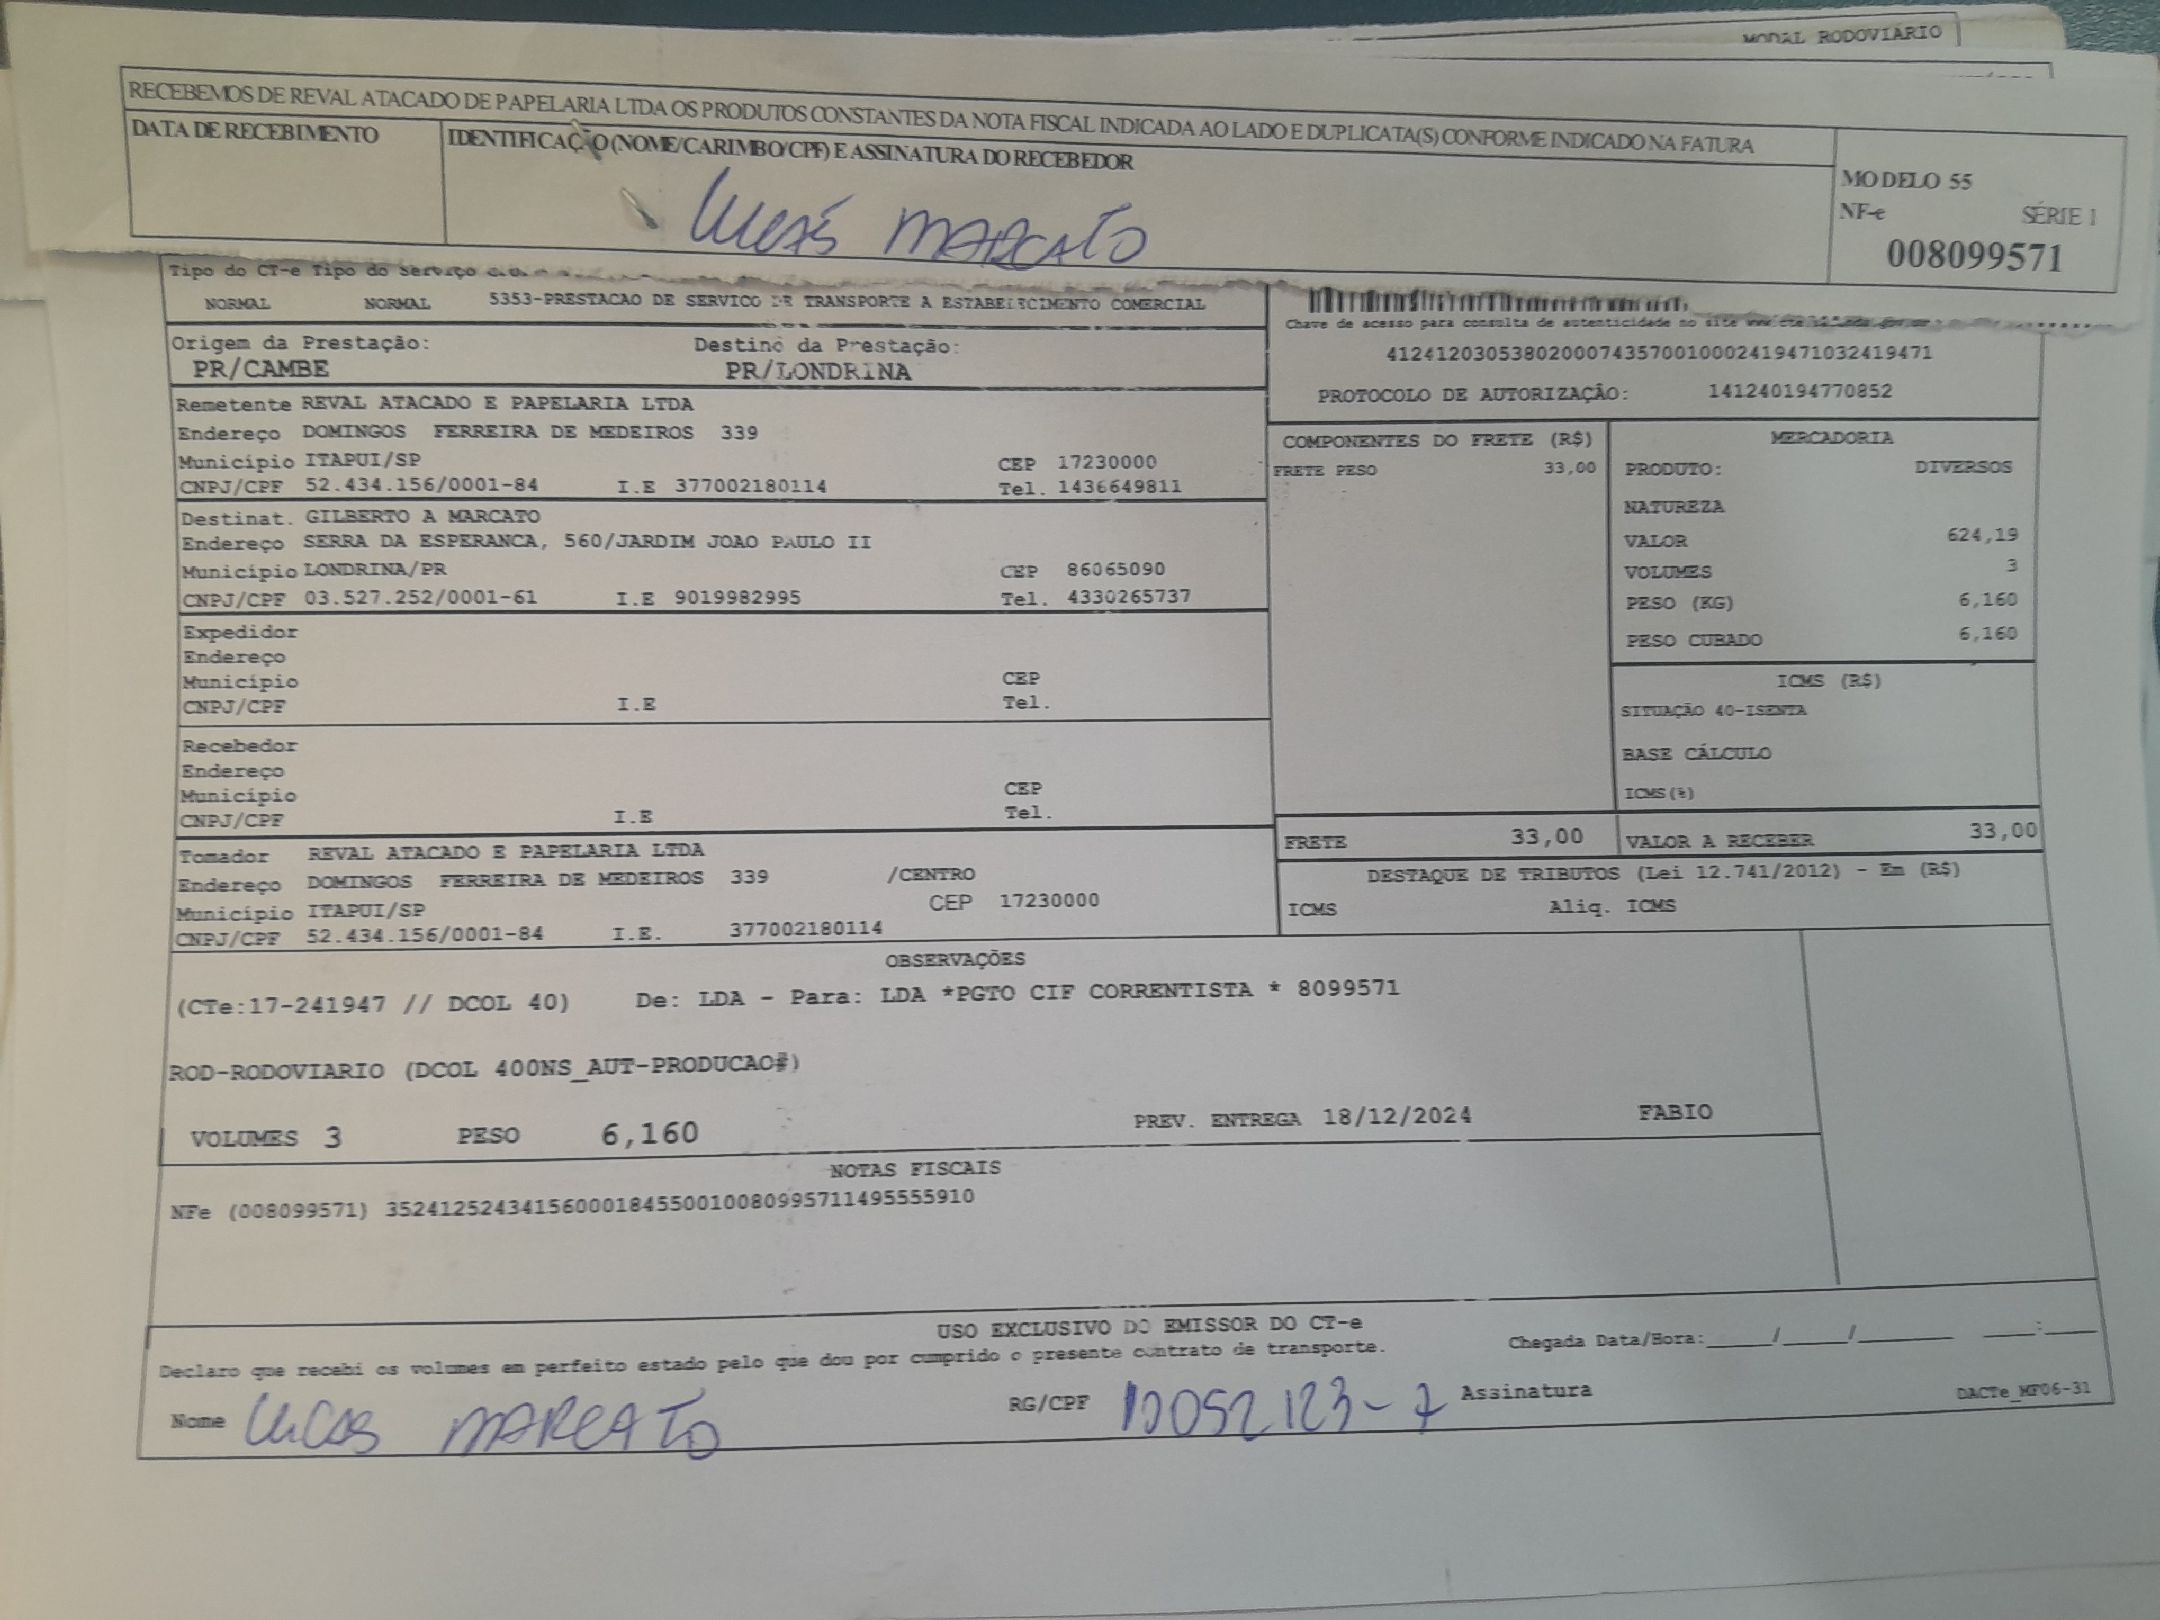 MODAL RODOVIÁRIO
RECEBEMOS DE REVAL ATACADO DE PAPELARIA LTDA OS PRODUTOS CONSTANTES DA NOTA FISCAL INDICADA AO LADO E DUPLICATA(S) CONFORME INDICADO NA FATURA
DATA DE RECEBIMENTO IDENTIFICAÇÃO (NOME/CARIMBO/CPF) E ASSINATURA DO RECEBEDOR
MODELO 55
NF-e SÉRIE 1
008099571
LUCAS MARCATO
Tipo do CT-e Tipo do Serviço
NORMAL NORMAL 5353-PRESTACAO DE SERVICO DE TRANSPORTE A ESTABELECIMENTO COMERCIAL
Chave de acesso para consulta de autenticidade no site
41241203053802000743570010002419471032419471
PROTOCOLO DE AUTORIZAÇÃO: 141240194770852
Origem da Prestação: Destino da Prestação:
PR/CAMBE PR/LONDRINA
Remetente REVAL ATACADO E PAPELARIA LTDA
Endereço DOMINGOS FERREIRA DE MEDEIROS 339
Município ITAPUI/SP CEP 17230000
CNPJ/CPF 52.434.156/0001-84 I.E 377002180114 Tel. 1436649811
Destinat. GILBERTO A MARCATO
Endereço SERRA DA ESPERANCA, 560/JARDIM JOAO PAULO II
Município LONDRINA/PR CEP 86065090
CNPJ/CPF 03.527.252/0001-61 I.E 9019982995 Tel. 4330265737
Expedidor
Endereço
Município CEP
CNPJ/CPF I.E Tel.
Recebedor
Endereço
Município CEP
CNPJ/CPF I.E Tel.
Tomador REVAL ATACADO E PAPELARIA LTDA
Endereço DOMINGOS FERREIRA DE MEDEIROS 339 /CENTRO
Município ITAPUI/SP CEP 17230000
CNPJ/CPF 52.434.156/0001-84 I.E. 377002180114
COMPONENTES DO FRETE (R$)
FRETE PESO 33,00
MERCADORIA
PRODUTO: DIVERSOS
NATUREZA
VALOR 624,19
VOLUMES 3
PESO (KG) 6,160
PESO CUBADO 6,160
ICMS (R$)
SITUAÇÃO 40-ISENTA
BASE CÁLCULO
ICMS(%)
FRETE 33,00 VALOR A RECEBER 33,00
DESTAQUE DE TRIBUTOS (Lei 12.741/2012) - Em (R$)
ICMS Aliq. ICMS
OBSERVAÇÕES
(CTe:17-241947 // DCOL 40) De: LDA - Para: LDA *PGTO CIF CORRENTISTA * 8099571
ROD-RODOVIARIO (DCOL 400NS_AUT-PRODUCAO#)
VOLUMES 3 PESO 6,160 PREV. ENTREGA 18/12/2024 FABIO
NOTAS FISCAIS
NFe (008099571) 35241252434156000184550010080995711495555910
USO EXCLUSIVO DO EMISSOR DO CT-e
Declaro que recebi os volumes em perfeito estado pelo que dou por cumprido o presente contrato de transporte. Chegada Data/Hora:_____/_____/_______ ____:____
Nome LUCAS MARCATO RG/CPF Assinatura DACTe_MF06-31